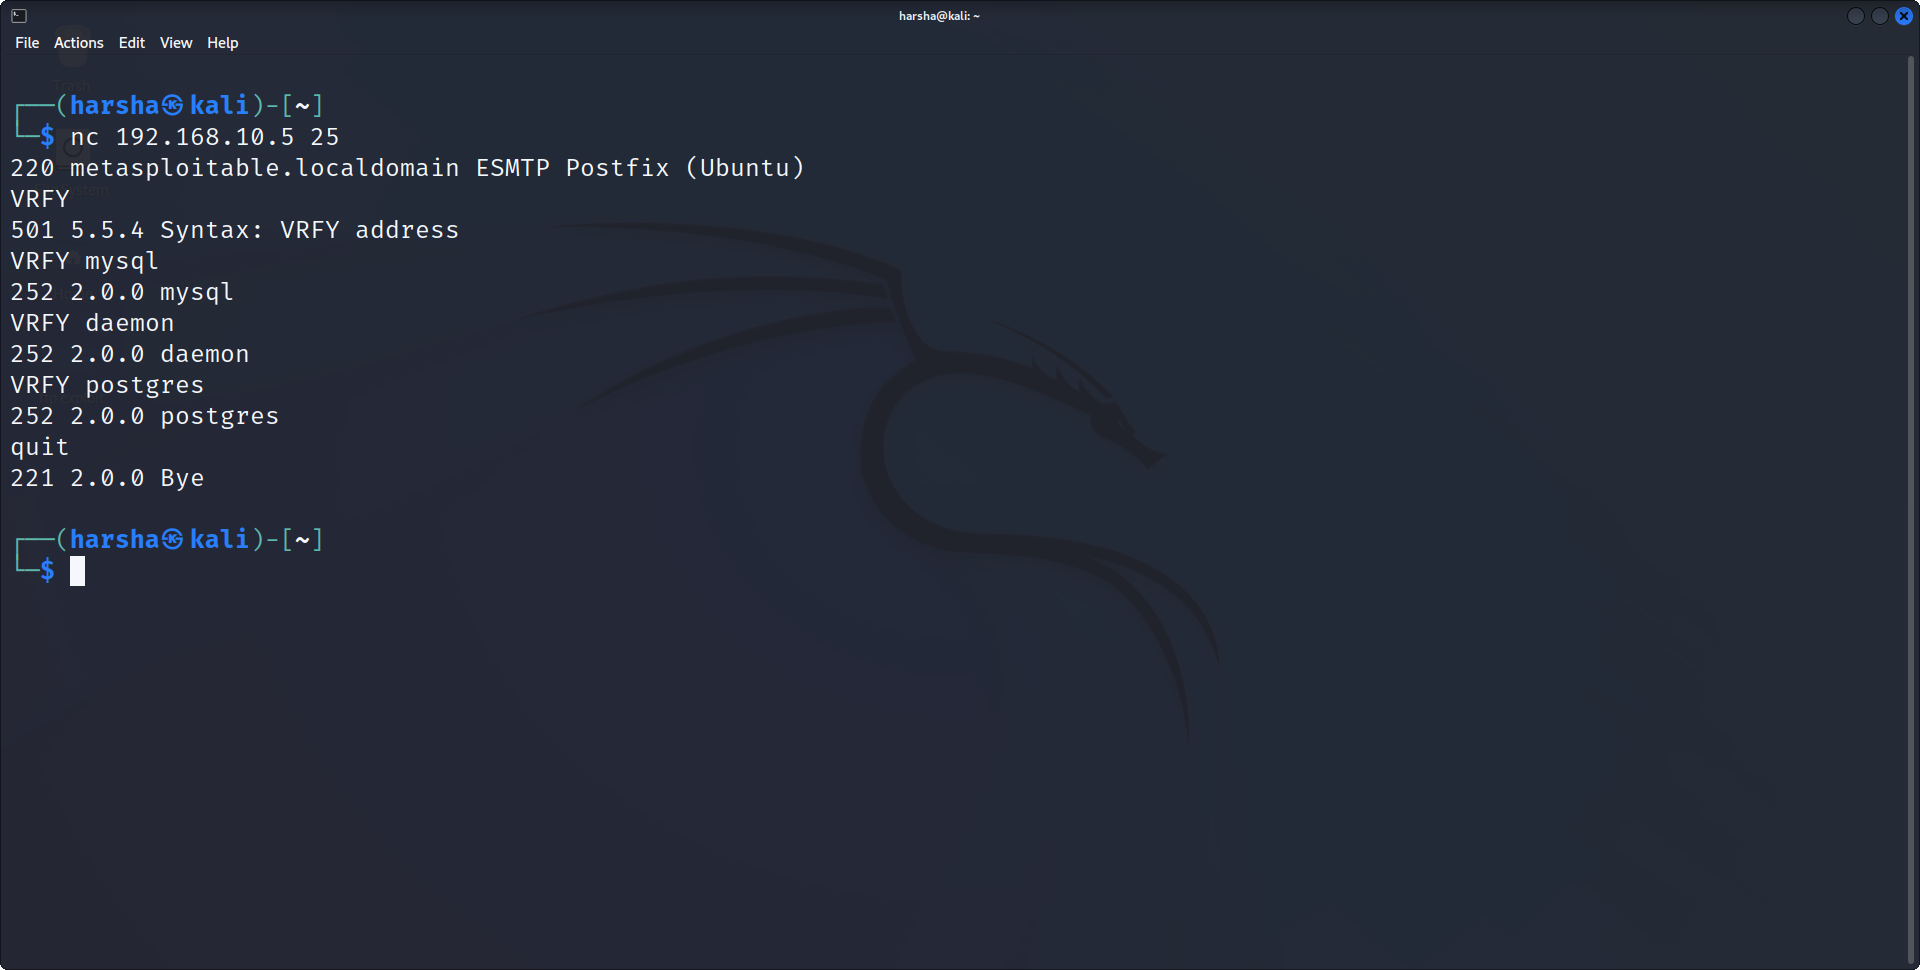 harsha@kali: ~
File Actions Edit View Help
┌──(harsha㉿kali)-[~]
└─$ nc 192.168.10.5 25
220 metasploitable.localdomain ESMTP Postfix (Ubuntu)
VRFY
501 5.5.4 Syntax: VRFY address
VRFY mysql
252 2.0.0 mysql
VRFY daemon
252 2.0.0 daemon
VRFY postgres
252 2.0.0 postgres
quit
221 2.0.0 Bye
┌──(harsha㉿kali)-[~]
└─$